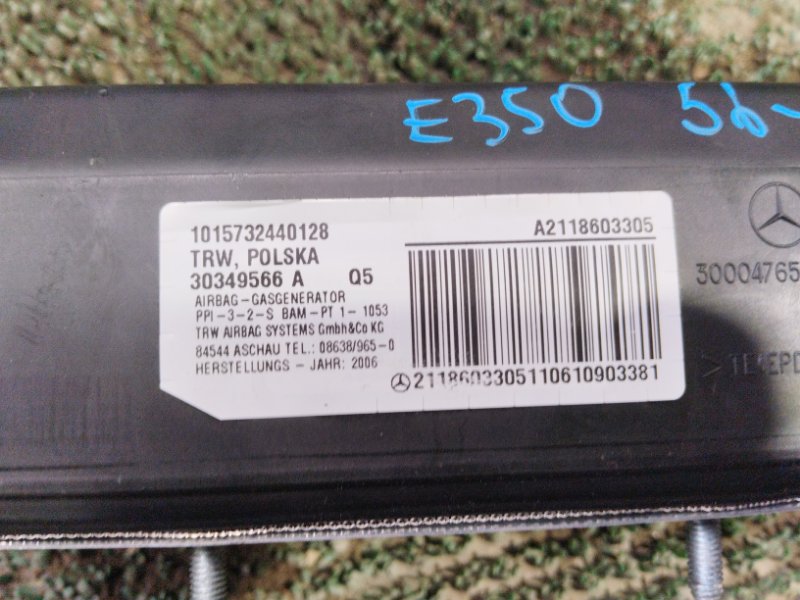 E350
1015732440128
TRW, POLSKA
30349566 A Q5
AIRBAG-GASGENERATOR
PPI-3-2-S BAM-PT 1- 1053
TRW AIRBAG SYSTEMS GmbH&Co KG
84544 ASCHAU TEL.: 08638/965-0
HERSTELLUNGS - JAHR: 2006
A2118603305
2118603305110610903381
30004765